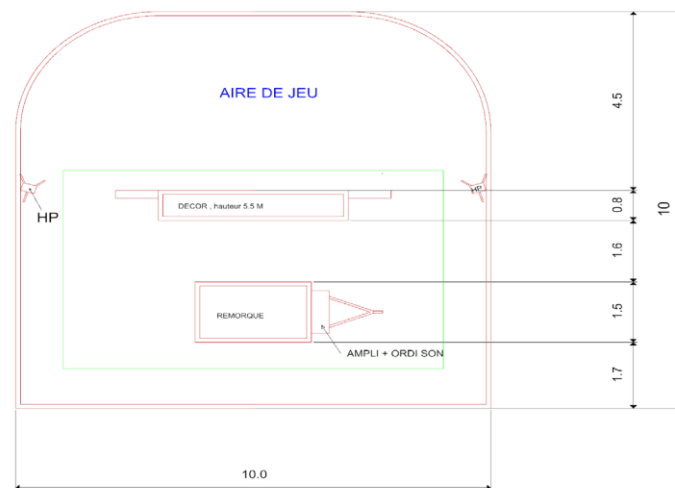 AIRE DE JEU
4.5
HP
HP
DECOR , hauteur 5.5 M
0.8
10
1.6
REMORQUE
1.5
AMPLI + ORDI SON
1.7
10.0